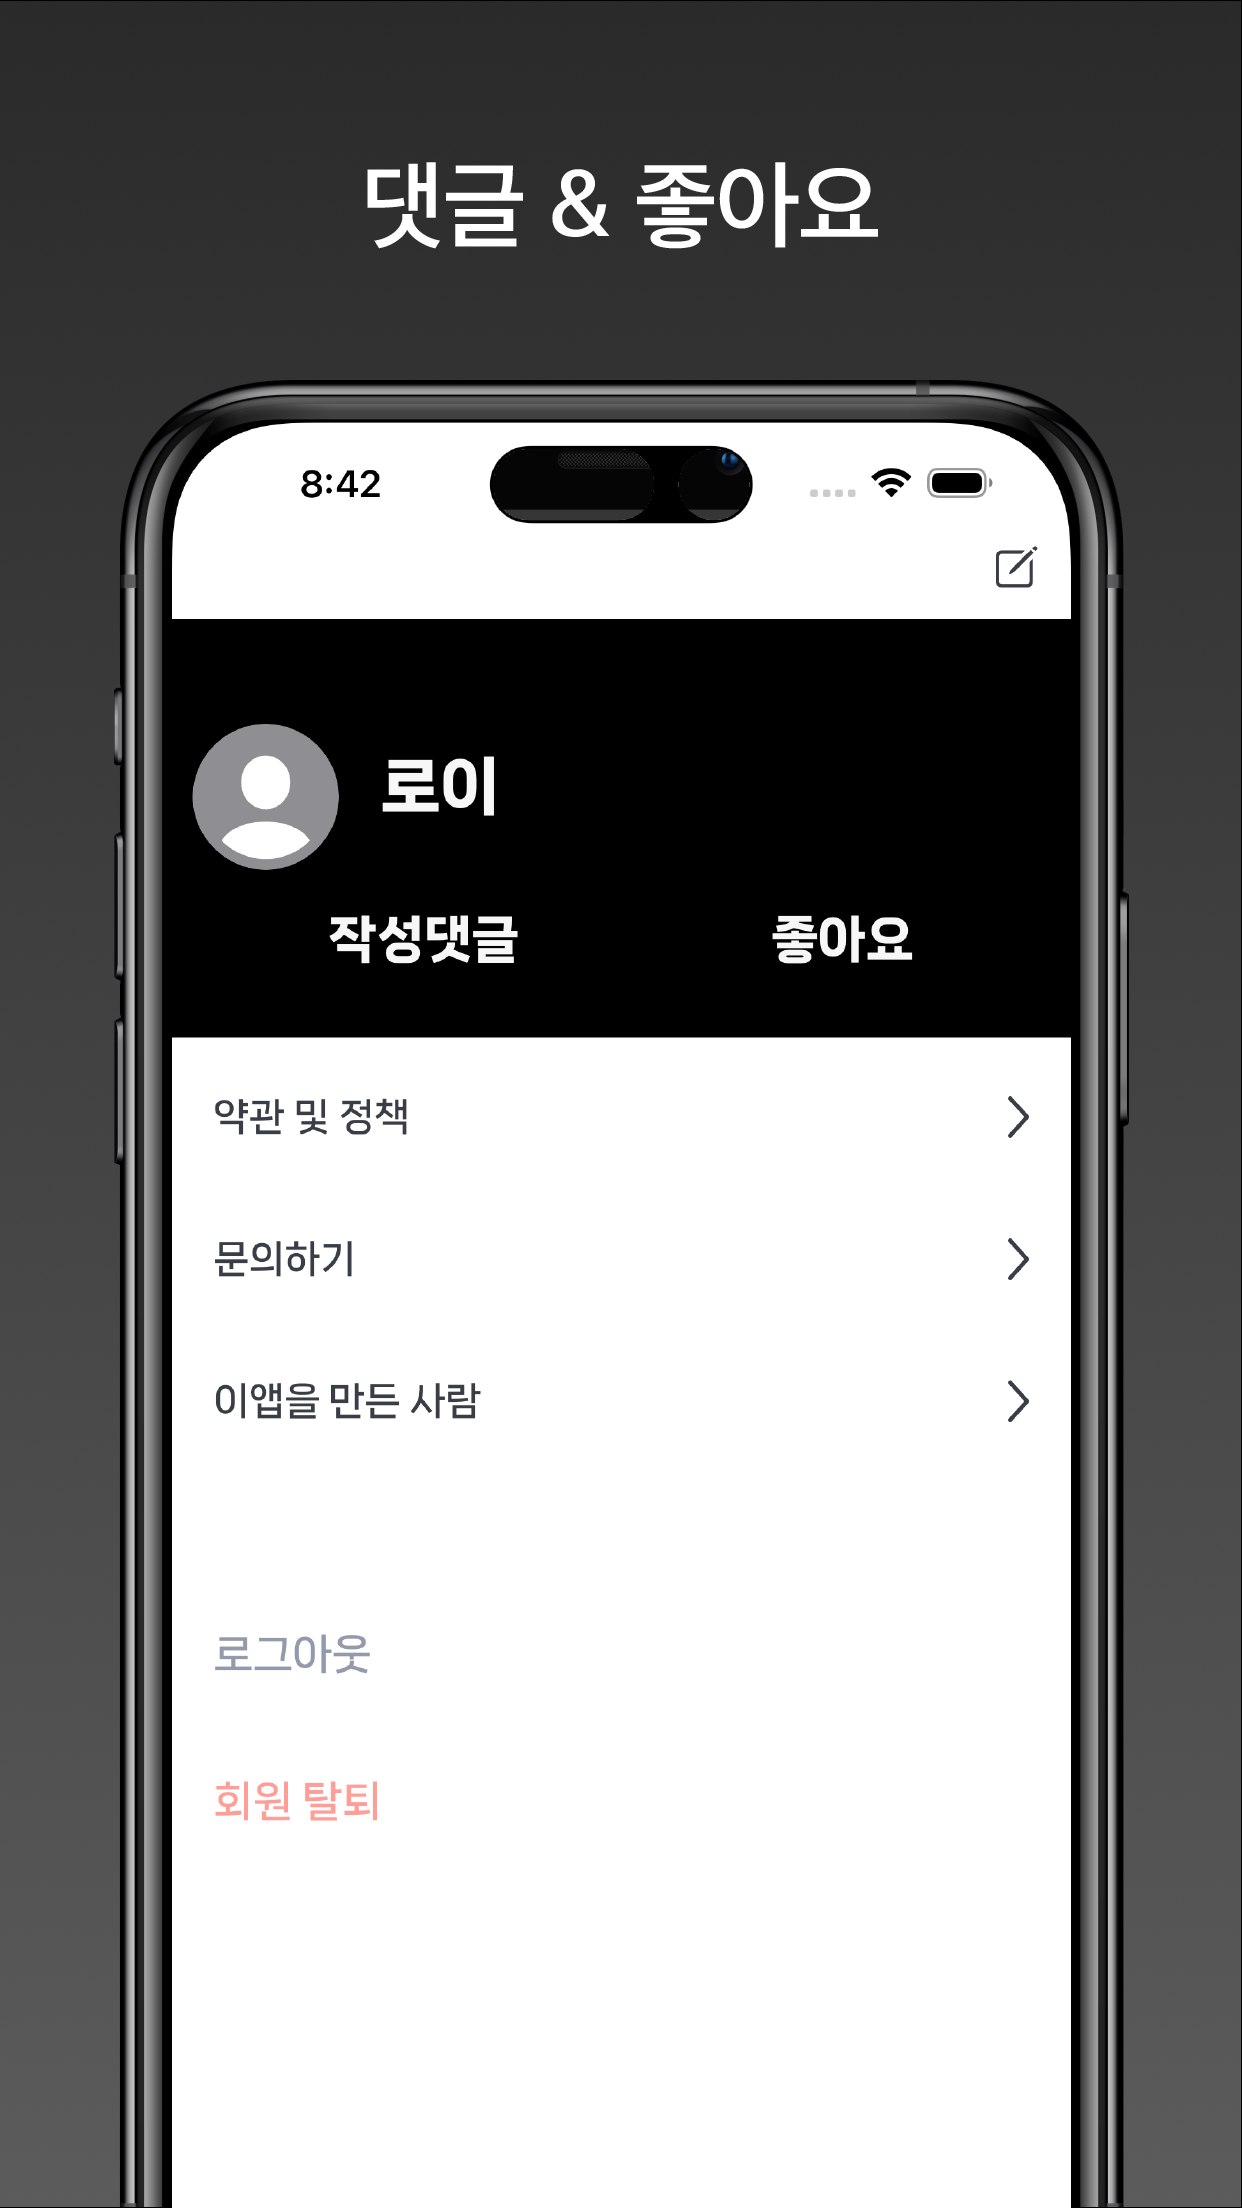 댓글 & 좋아요
8:42
로이
작성댓글 좋아요
약관 및 정책
문의하기
이앱을 만든 사람
로그아웃
회원 탈퇴